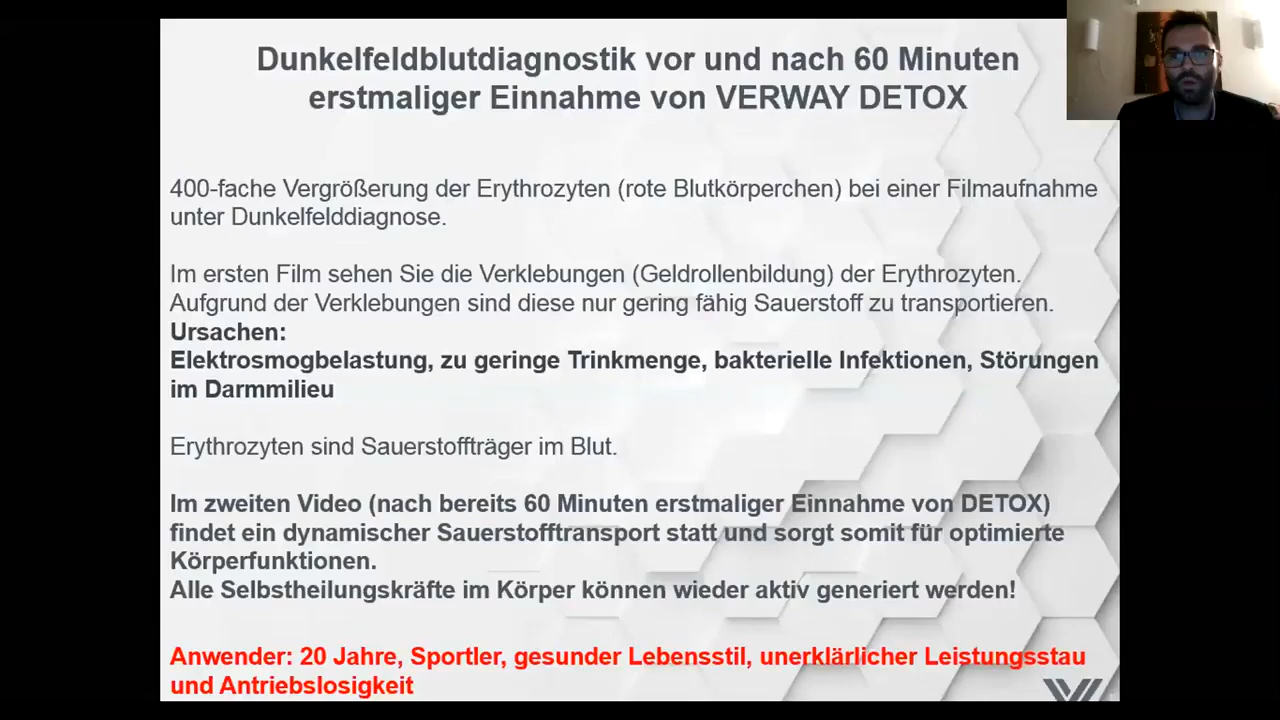 Dunkelfeldblutdiagnostik vor und nach 60 Minuten
erstmaliger Einnahme von VERWAY DETOX
400-fache Vergrößerung der Erythrozyten (rote Blutkörperchen) bei einer Filmaufnahme
unter Dunkelfelddiagnose.
Im ersten Film sehen Sie die Verklebungen (Geldrollenbildung) der Erythrozyten.
Aufgrund der Verklebungen sind diese nur gering fähig Sauerstoff zu transportieren.
Ursachen:
Elektrosmogbelastung, zu geringe Trinkmenge, bakterielle Infektionen, Störungen
im Darmmilieu
Erythrozyten sind Sauerstoffträger im Blut.
Im zweiten Video (nach bereits 60 Minuten erstmaliger Einnahme von DETOX)
findet ein dynamischer Sauerstofftransport statt und sorgt somit für optimierte
Körperfunktionen.
Alle Selbstheilungskräfte im Körper können wieder aktiv generiert werden!
Anwender: 20 Jahre, Sportler, gesunder Lebensstil, unerklärlicher Leistungsstau
und Antriebslosigkeit